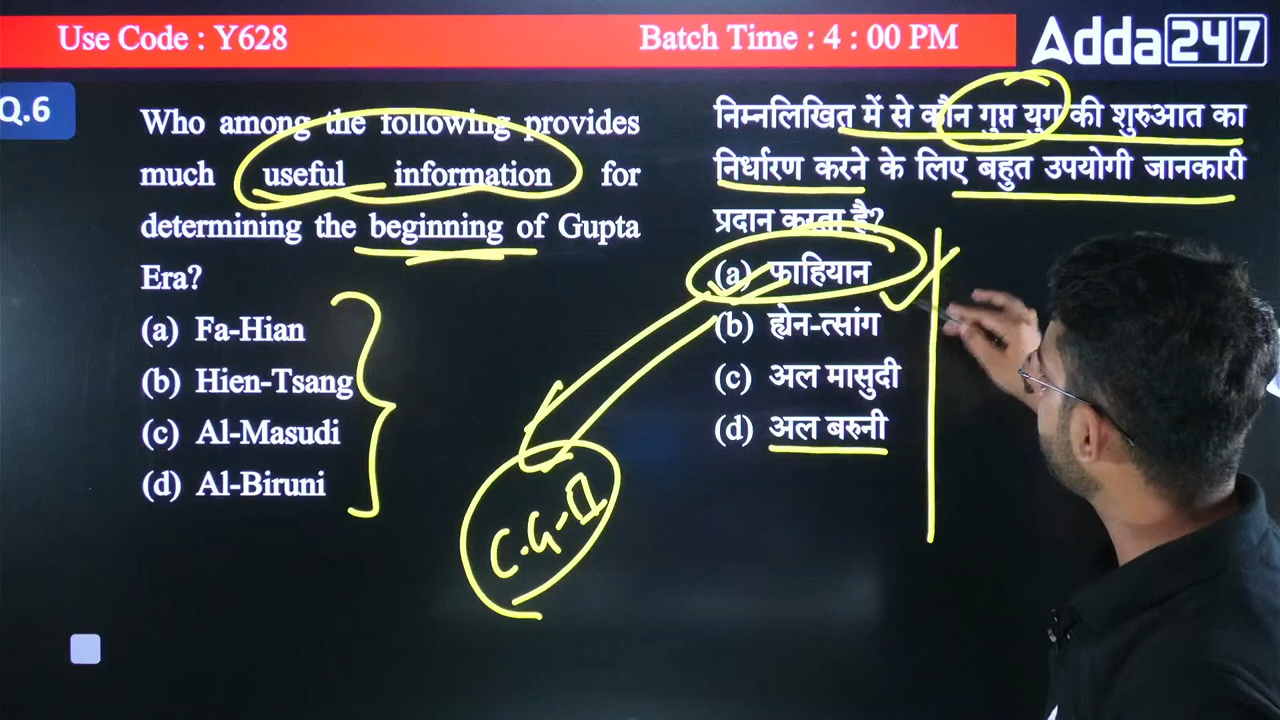 Use Code : Y628
Batch Time : 4 : 00 PM
Adda247
Q.6
Who among the following provides
much useful information for
determining the beginning of Gupta
Era?
(a) Fa-Hian
(b) Hien-Tsang
(c) Al-Masudi
(d) Al-Biruni
निम्नलिखित में से कौन गुप्त युग की शुरुआत का
निर्धारण करने के लिए बहुत उपयोगी जानकारी
प्रदान करता है?
(a) फाहियान
(b) ह्वेन-त्सांग
(c) अल मासुदी
(d) अल बरुनी
C.G-II